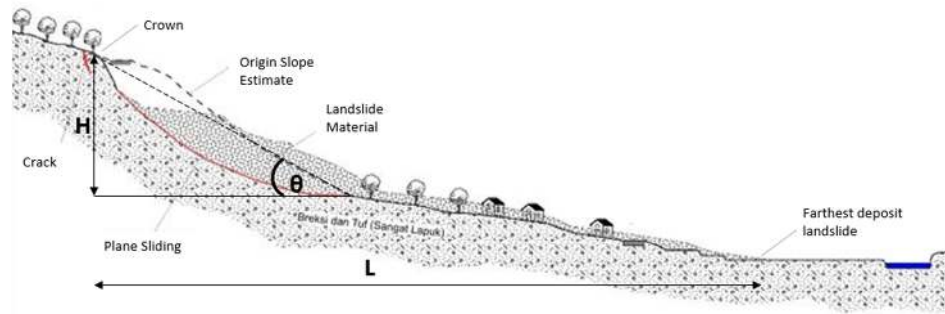 Crown
Origin Slope
Estimate
Landslide
Material
H
Crack
θ
Farthest deposit
landslide
*Breksi dan Tuf (Sangat Lapuk)
Plane Sliding
L